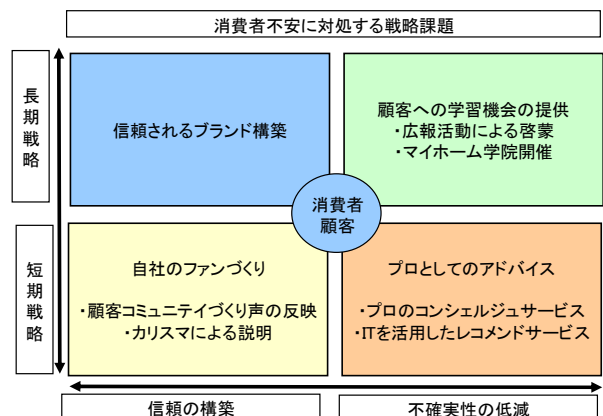 消費者不安に対処する戦略課題
長期戦略
信頼されるブランド構築
顧客への学習機会の提供
・広報活動による啓蒙
・マイホーム学院開催
消費者
顧客
短期戦略
自社のファンづくり
・顧客コミュニテイづくり声の反映
・カリスマによる説明
プロとしてのアドバイス
・プロのコンシェルジュサービス
・ITを活用したレコメンドサービス
信頼の構築
不確実性の低減